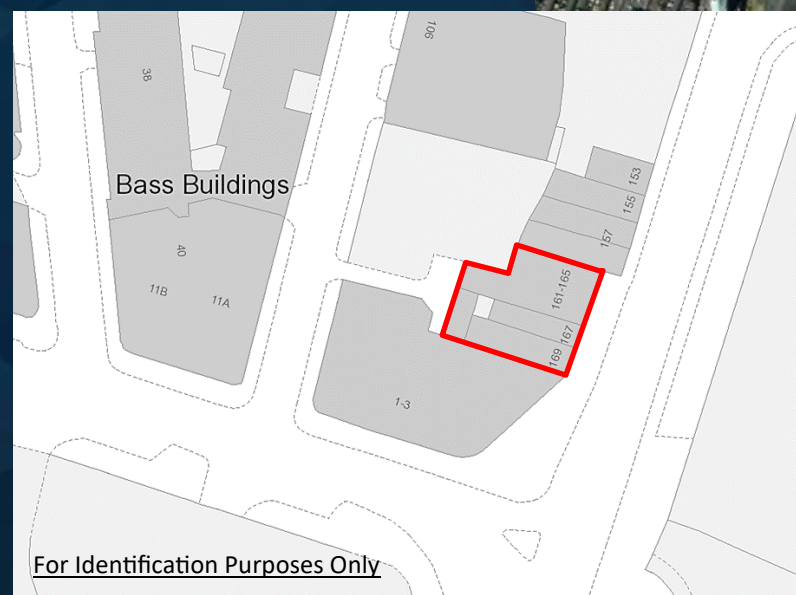 106
38
153
Bass Buildings
155
157
40
161-165
11B
11A
167
169
1-3
For Identification Purposes Only